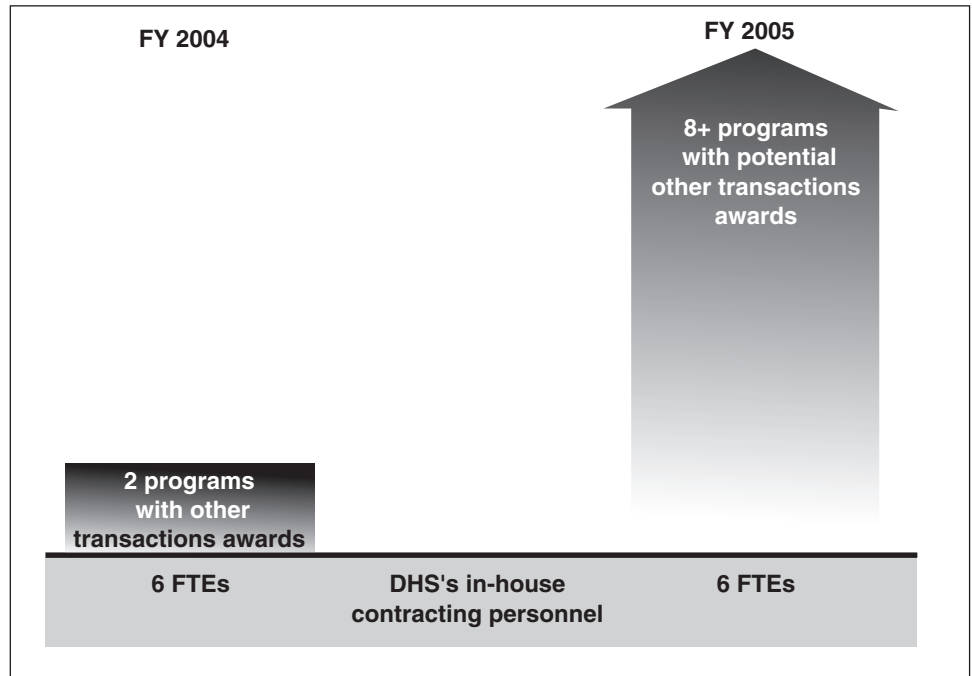 FY 2004
FY 2005
8+ programs
with potential
other transactions
awards
2 programs
with other
transactions awards
6 FTEs
DHS's in-house
contracting personnel
6 FTEs